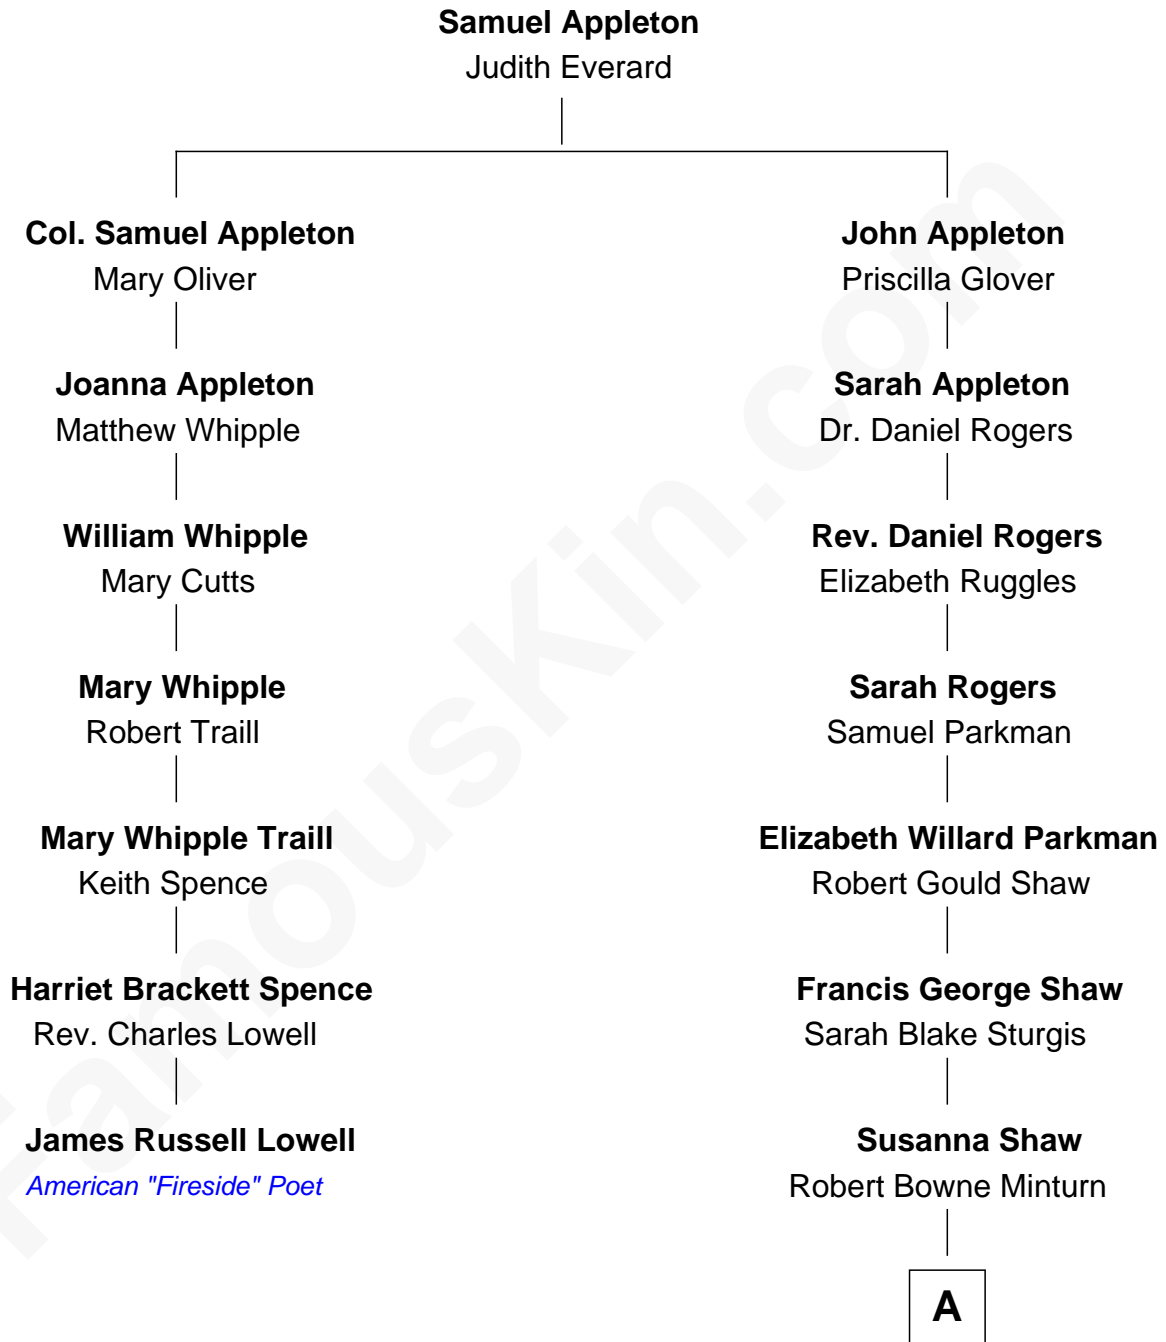 Samuel Appleton
Judith Everard
Col. Samuel Appleton
Mary Oliver
John Appleton
Priscilla Glover
Joanna Appleton
Matthew Whipple
Sarah Appleton
Dr. Daniel Rogers
William Whipple
Mary Cutts
Rev. Daniel Rogers
Elizabeth Ruggles
Mary Whipple
Robert Traill
Sarah Rogers
Samuel Parkman
Mary Whipple Traill
Keith Spence
Elizabeth Willard Parkman
Robert Gould Shaw
Harriet Brackett Spence
Rev. Charles Lowell
Francis George Shaw
Sarah Blake Sturgis
James Russell Lowell
American "Fireside" Poet
Susanna Shaw
Robert Bowne Minturn
A
FamousKin.com